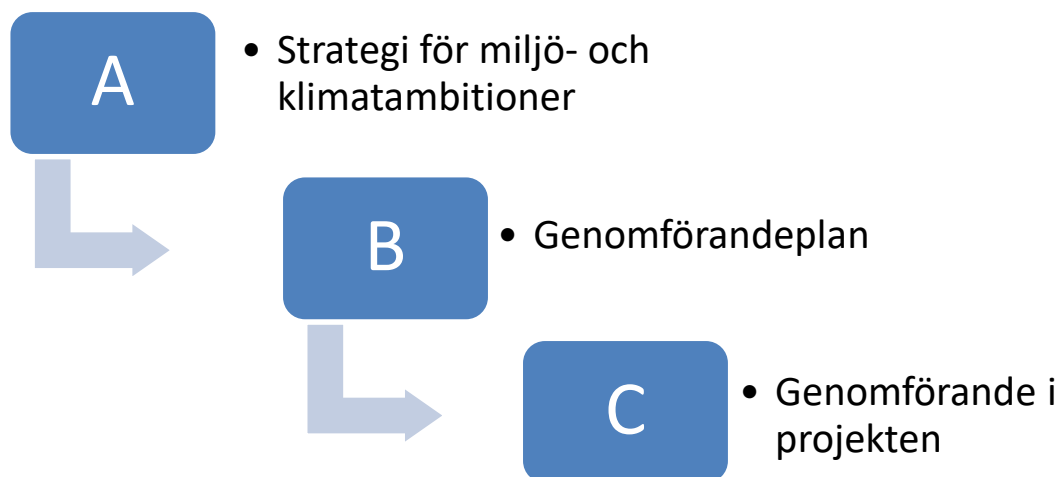 A
• Strategi för miljö- och
klimatambitioner
B
• Genomförandeplan
C
• Genomförande i
projekten